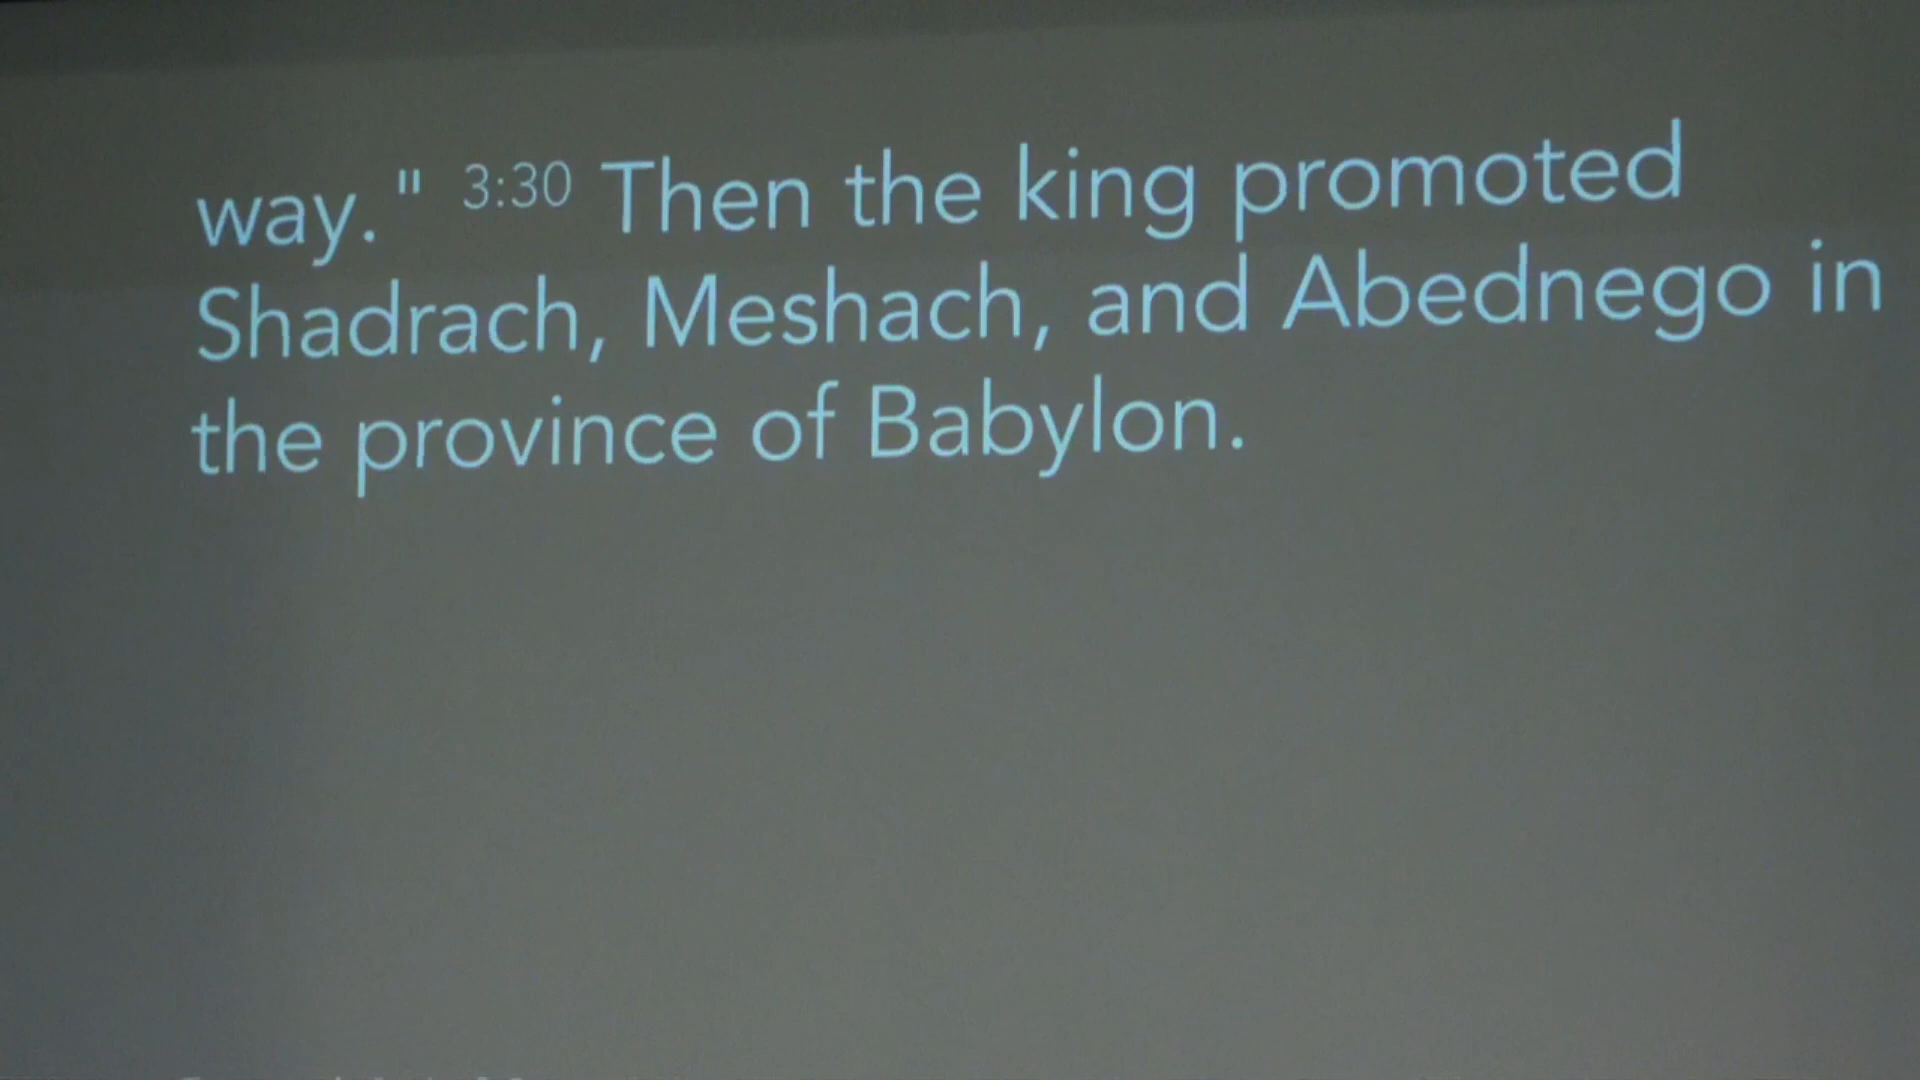 way." 3:30 Then the king promoted
Shadrach, Meshach, and Abednego in
the province of Babylon.